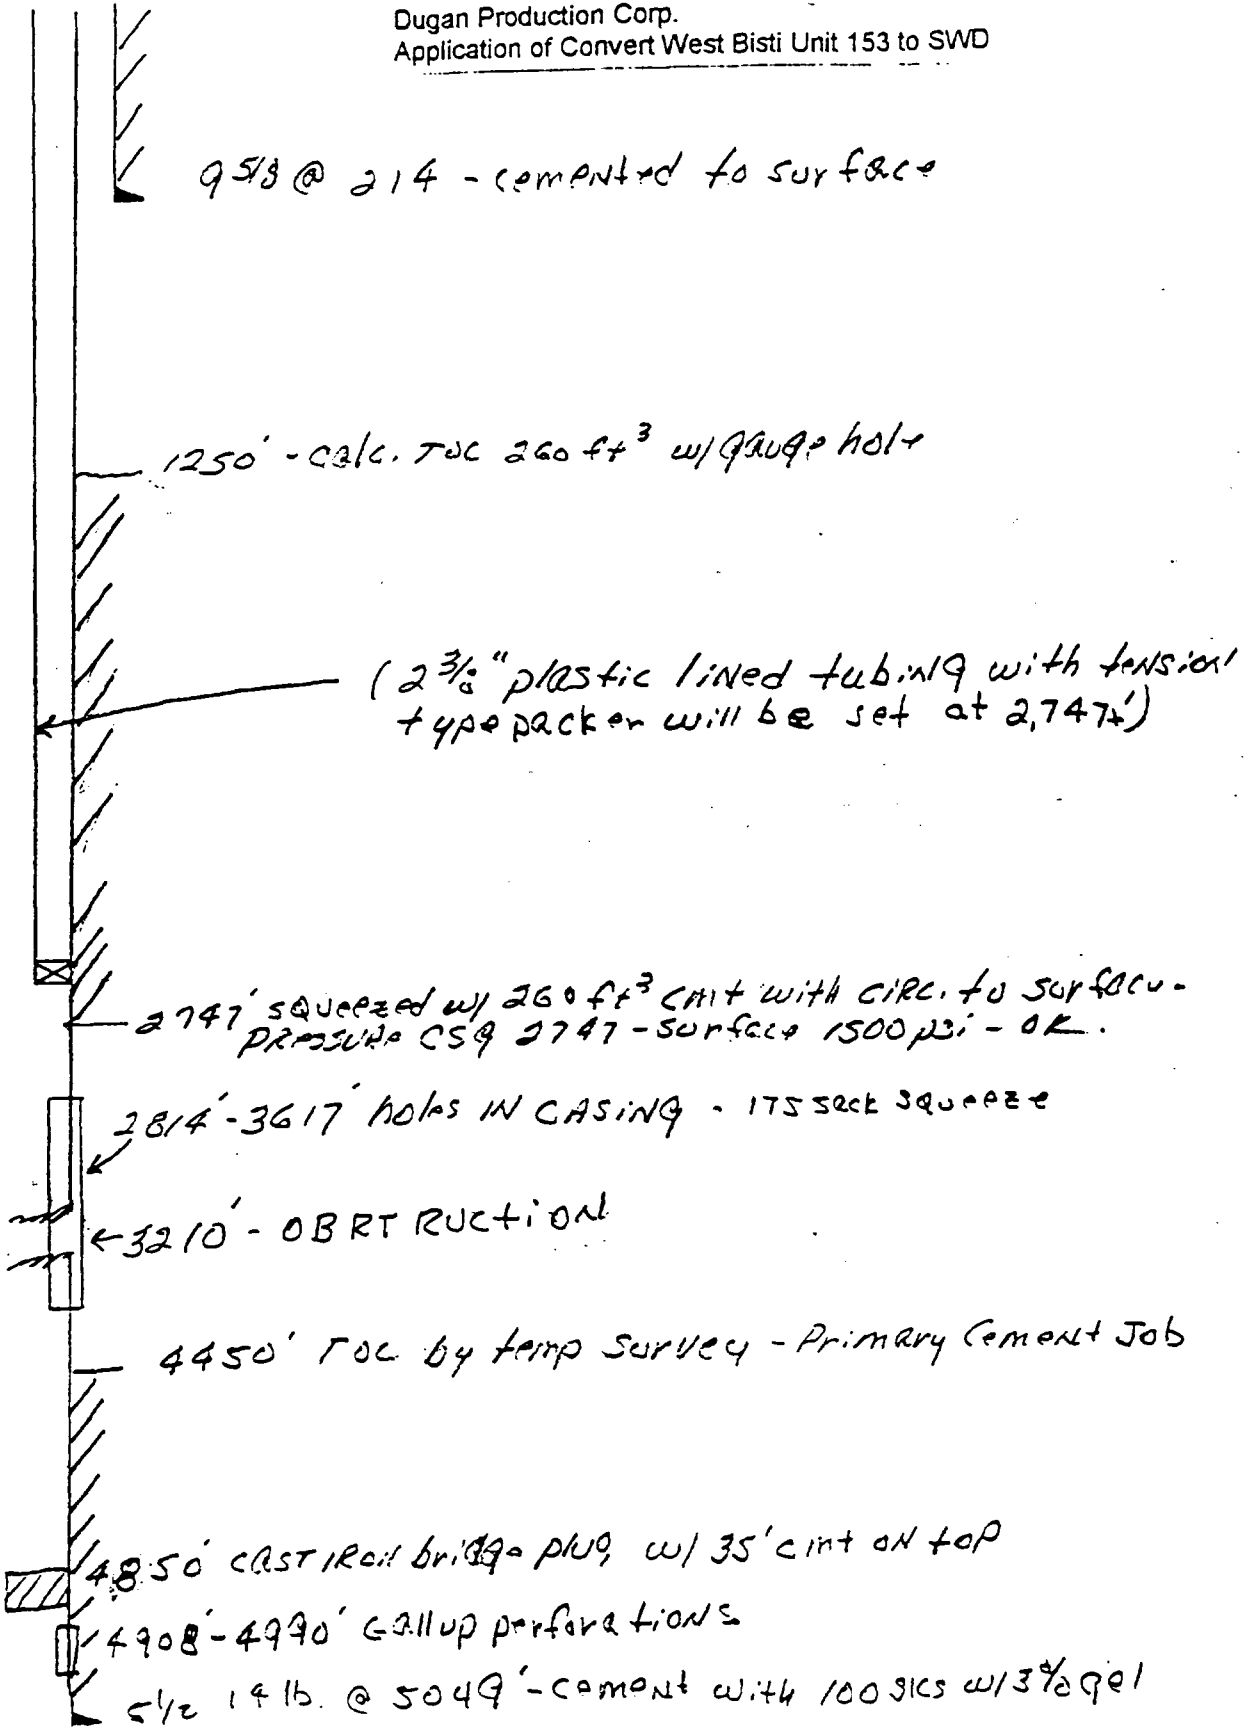 Dugan Production Corp.
Application of Convert West Bisti Unit 153 to SWD
9 5/8 @ 214 - cemented to surface
1250' - calc. TOC 260 ft³ w/ gauge hole
(2 3/8" plastic lined tubing with tension
type packer will be set at 2,747±')
2747' squeezed w/ 260 ft³ cmt with circ. to surface.
Pressure csg 2747 - surface 1500 psi - OK.
2814'-3617' holes in casing - 175 sack squeeze
3210' - OBRTRUCTION
4450' TOC by temp survey - Primary Cement Job
4850' cast iron bridge plug w/ 35' cmt on top
4908'-4990' Gallup perforations
5 1/2 14 lb. @ 5049' - cement with 100 sks w/ 3% gel